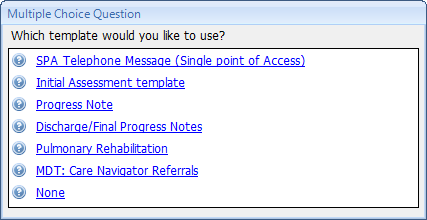 Multiple Choice Question
Which template would you like to use?
SPA Telephone Message (Single point of Access)
Initial Assessment template
Progress Note
Discharge/Final Progress Notes
Pulmonary Rehabilitation
MDT: Care Navigator Referrals
None